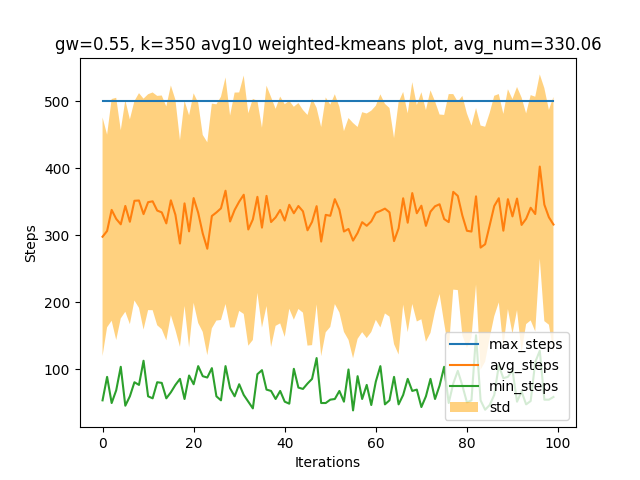 gw=0.55, k=350 avg10 weighted-kmeans plot, avg_num=330.06
Steps
500
400
300
200
100
max_steps
avg_steps
min_steps
std
0 20 40 60 80 100
Iterations